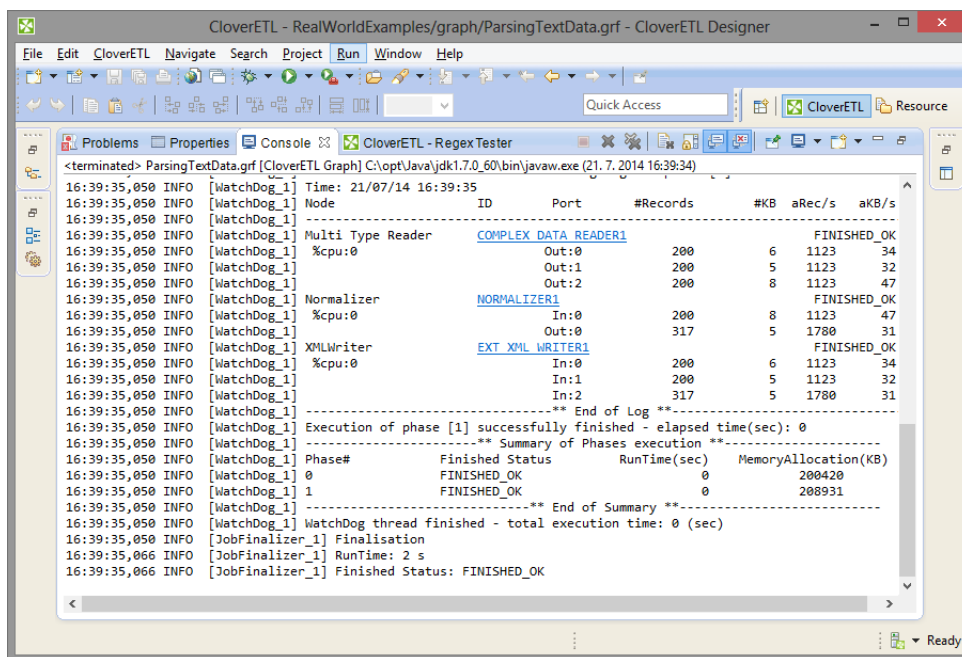 CloverETL - RealWorldExamples/graph/ParsingTextData.grf - CloverETL Designer
File Edit CloverETL Navigate Search Project Run Window Help
Quick Access CloverETL Resource
Problems Properties Console CloverETL - Regex Tester
<terminated> ParsingTextData.grf [CloverETL Graph] C:\opt\Java\jdk1.7.0_60\bin\javaw.exe (21. 7. 2014 16:39:34)
16:39:35,050 INFO [WatchDog_1] Time: 21/07/14 16:39:35
16:39:35,050 INFO [WatchDog_1] Node ID Port #Records #KB aRec/s aKB/s
16:39:35,050 INFO [WatchDog_1] ----------------------------------------------------------------------------------
16:39:35,050 INFO [WatchDog_1] Multi Type Reader COMPLEX_DATA_READER1 FINISHED_OK
16:39:35,050 INFO [WatchDog_1] %cpu:0 Out:0 200 6 1123 34
16:39:35,050 INFO [WatchDog_1] Out:1 200 5 1123 32
16:39:35,050 INFO [WatchDog_1] Out:2 200 8 1123 47
16:39:35,050 INFO [WatchDog_1] Normalizer NORMALIZER1 FINISHED_OK
16:39:35,050 INFO [WatchDog_1] %cpu:0 In:0 200 8 1123 47
16:39:35,050 INFO [WatchDog_1] Out:0 317 5 1780 31
16:39:35,050 INFO [WatchDog_1] XMLWriter EXT_XML_WRITER1 FINISHED_OK
16:39:35,050 INFO [WatchDog_1] %cpu:0 In:0 200 6 1123 34
16:39:35,050 INFO [WatchDog_1] In:1 200 5 1123 32
16:39:35,050 INFO [WatchDog_1] In:2 317 5 1780 31
16:39:35,050 INFO [WatchDog_1] ---------------------------------** End of Log **------------------------------
16:39:35,050 INFO [WatchDog_1] Execution of phase [1] successfully finished - elapsed time(sec): 0
16:39:35,050 INFO [WatchDog_1] -----------------------** Summary of Phases execution **---------------------
16:39:35,050 INFO [WatchDog_1] Phase# Finished Status RunTime(sec) MemoryAllocation(KB)
16:39:35,050 INFO [WatchDog_1] 0 FINISHED_OK 0 200420
16:39:35,050 INFO [WatchDog_1] 1 FINISHED_OK 0 208931
16:39:35,050 INFO [WatchDog_1] ------------------------------** End of Summary **---------------------------
16:39:35,050 INFO [WatchDog_1] WatchDog thread finished - total execution time: 0 (sec)
16:39:35,050 INFO [JobFinalizer_1] Finalisation
16:39:35,066 INFO [JobFinalizer_1] RunTime: 2 s
16:39:35,066 INFO [JobFinalizer_1] Finished Status: FINISHED_OK
Ready